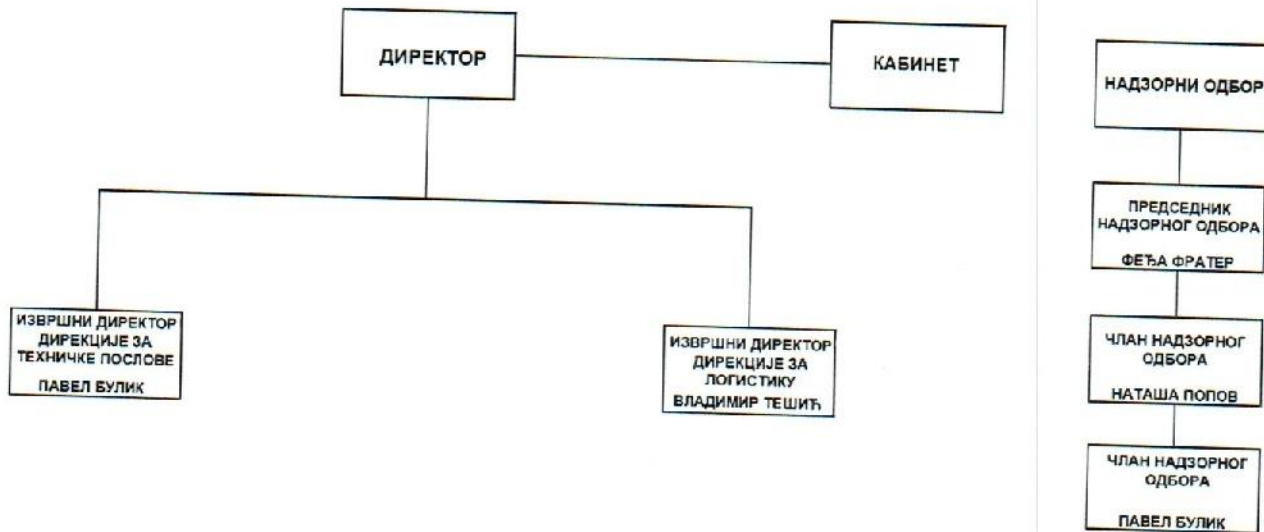 ДИРЕКТОР
КАБИНЕТ
ИЗВРШНИ ДИРЕКТОР
ДИРЕКЦИЈЕ ЗА
ТЕХНИЧКЕ ПОСЛОВЕ
ПАВЕЛ БУЛИК
ИЗВРШНИ ДИРЕКТОР
ДИРЕКЦИЈЕ ЗА
ЛОГИСТИКУ
ВЛАДИМИР ТЕШИЋ
НАДЗОРНИ ОДБОР
ПРЕДСЕДНИК
НАДЗОРНОГ ОДБОРА
ФЕЂА ФРАТЕР
ЧЛАН НАДЗОРНОГ
ОДБОРА
НАТАША ПОПОВ
ЧЛАН НАДЗОРНОГ
ОДБОРА
ПАВЕЛ БУЛИК